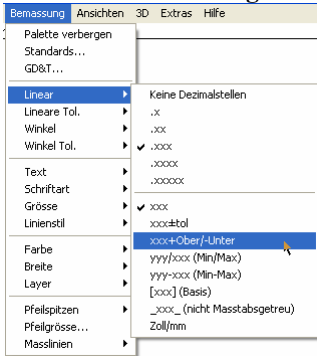 Bemassung Ansichten 3D Extras Hilfe
Palette verbergen
Standards...
GD&T...
Linear
Lineare Tol.
Winkel
Winkel Tol.
Text
Schriftart
Grösse
Linienstil
Farbe
Breite
Layer
Pfeilspitzen
Pfeilgrösse...
Masslinien
Keine Dezimalstellen
.x
.xx
.xxx
.xxxx
.xxxxx
xxx
xxx±tol
xxx+Ober/-Unter
yyy/xxx (Min/Max)
yyy-xxx (Min-Max)
[xxx] (Basis)
_xxx_ (nicht Masstabsgetreu)
Zoll/mm